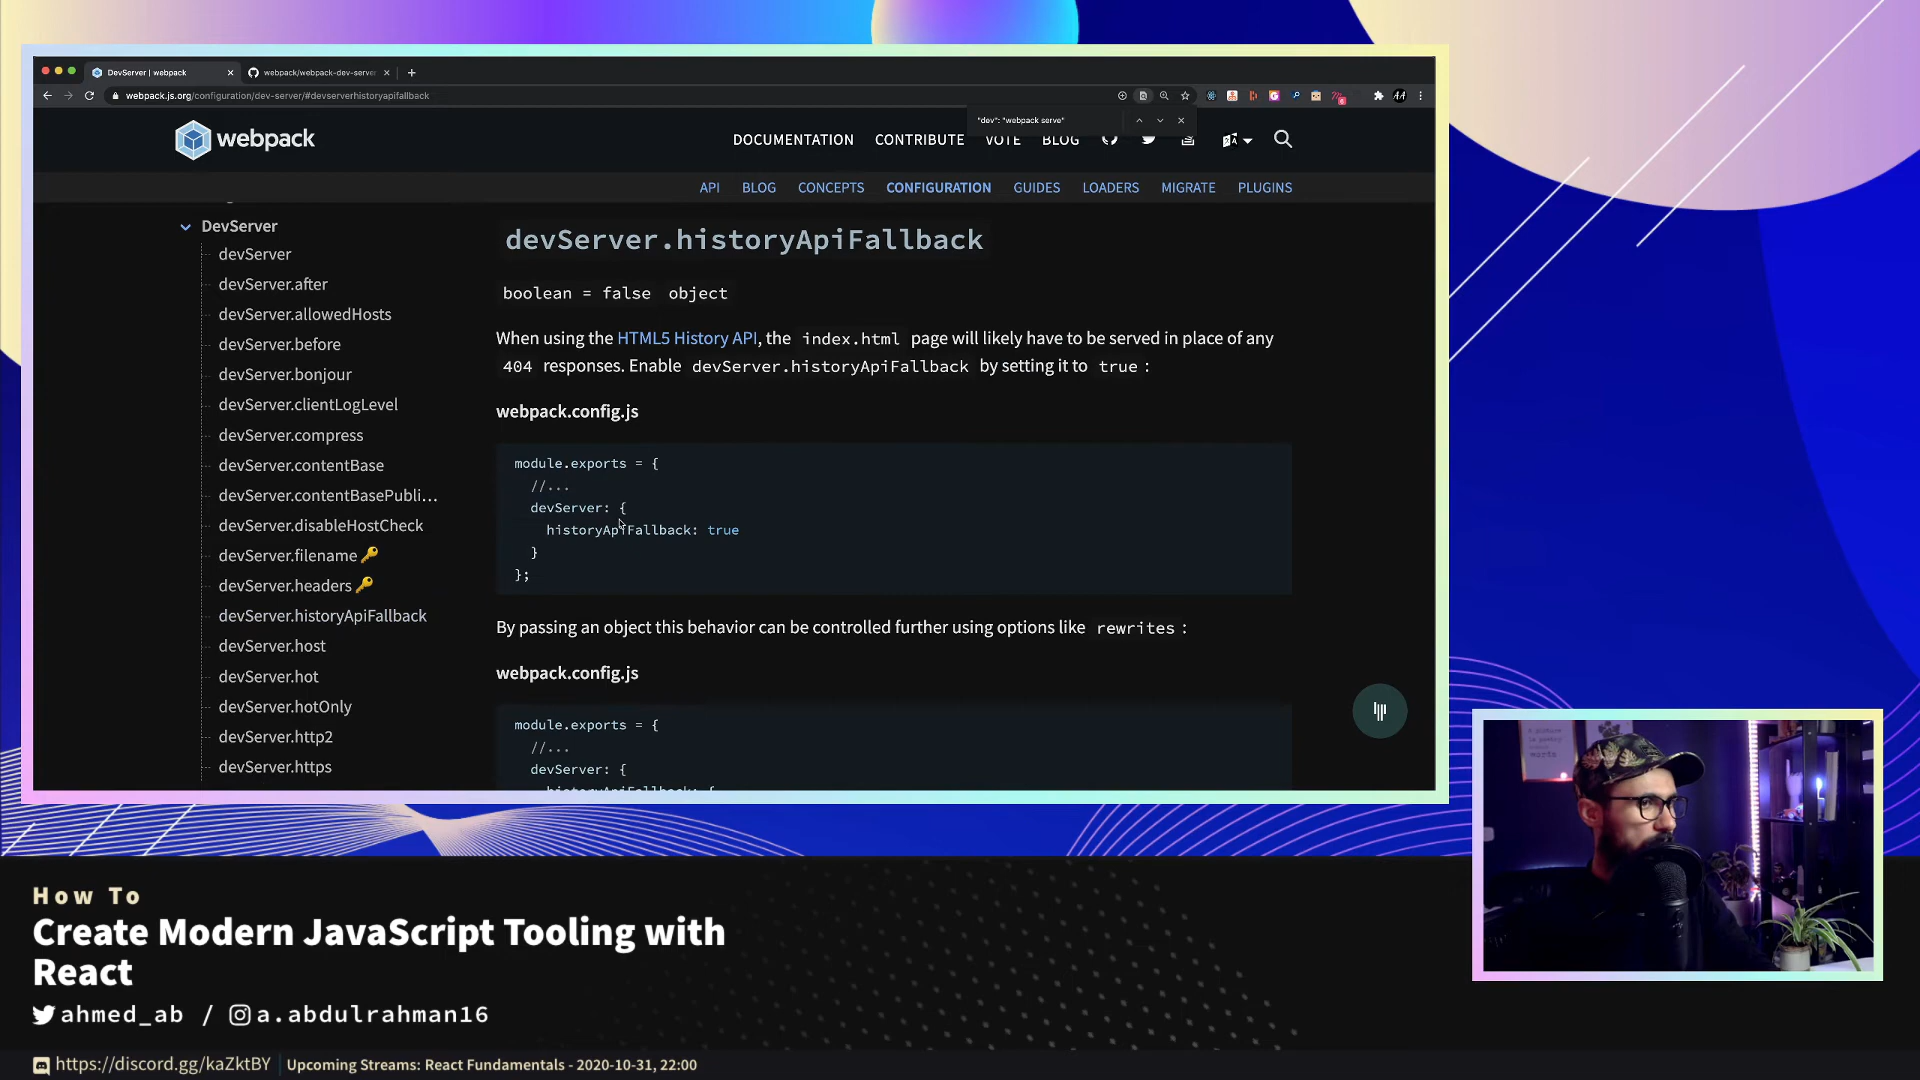 DevServer | webpack
webpack/webpack-dev-server
webpack.js.org/configuration/dev-server/#devserverhistoryapifallback
"dev": "webpack serve"
webpack
DOCUMENTATION CONTRIBUTE VOTE BLOG
API BLOG CONCEPTS CONFIGURATION GUIDES LOADERS MIGRATE PLUGINS
DevServer
devServer
devServer.after
devServer.allowedHosts
devServer.before
devServer.bonjour
devServer.clientLogLevel
devServer.compress
devServer.contentBase
devServer.contentBasePubli...
devServer.disableHostCheck
devServer.filename
devServer.headers
devServer.historyApiFallback
devServer.host
devServer.hot
devServer.hotOnly
devServer.http2
devServer.https
devServer.historyApiFallback
boolean = false object
When using the HTML5 History API, the index.html page will likely have to be served in place of any
404 responses. Enable devServer.historyApiFallback by setting it to true :
webpack.config.js
module.exports = {
//...
devServer: {
historyApiFallback: true
}
};
By passing an object this behavior can be controlled further using options like rewrites :
webpack.config.js
module.exports = {
//...
devServer: {
historyApiFallback: {
How To
Create Modern JavaScript Tooling with
React
ahmed_ab / a.abdulrahman16
https://discord.gg/kaZktBY Upcoming Streams: React Fundamentals - 2020-10-31, 22:00